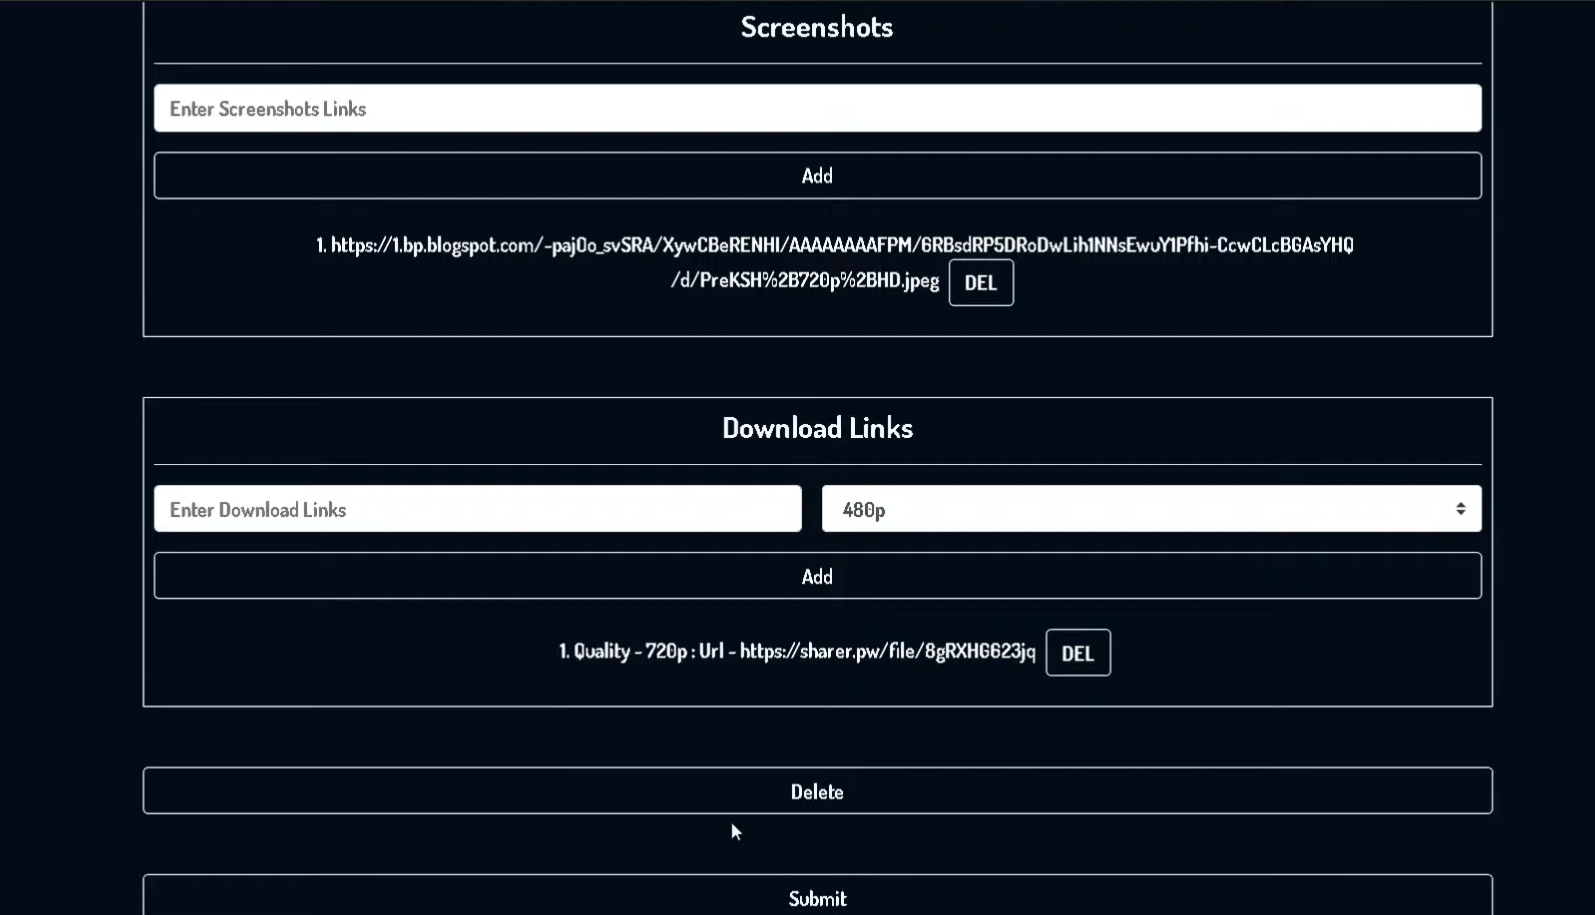 Screenshots
Enter Screenshots Links
Add
1. https://1.bp.blogspot.com/-pajOo_svSRA/XywCBeRENHI/AAAAAAAAFPM/6RBsdRP5DRoDwLih1NNsEwuY1Pfhi-CcwCLcBGAsYHQ
/d/PreKSH%2B720p%2BHD.jpeg DEL
Download Links
Enter Download Links 480p
Add
1. Quality - 720p : Url - https://sharer.pw/file/8gRXHG623jq DEL
Delete
Submit